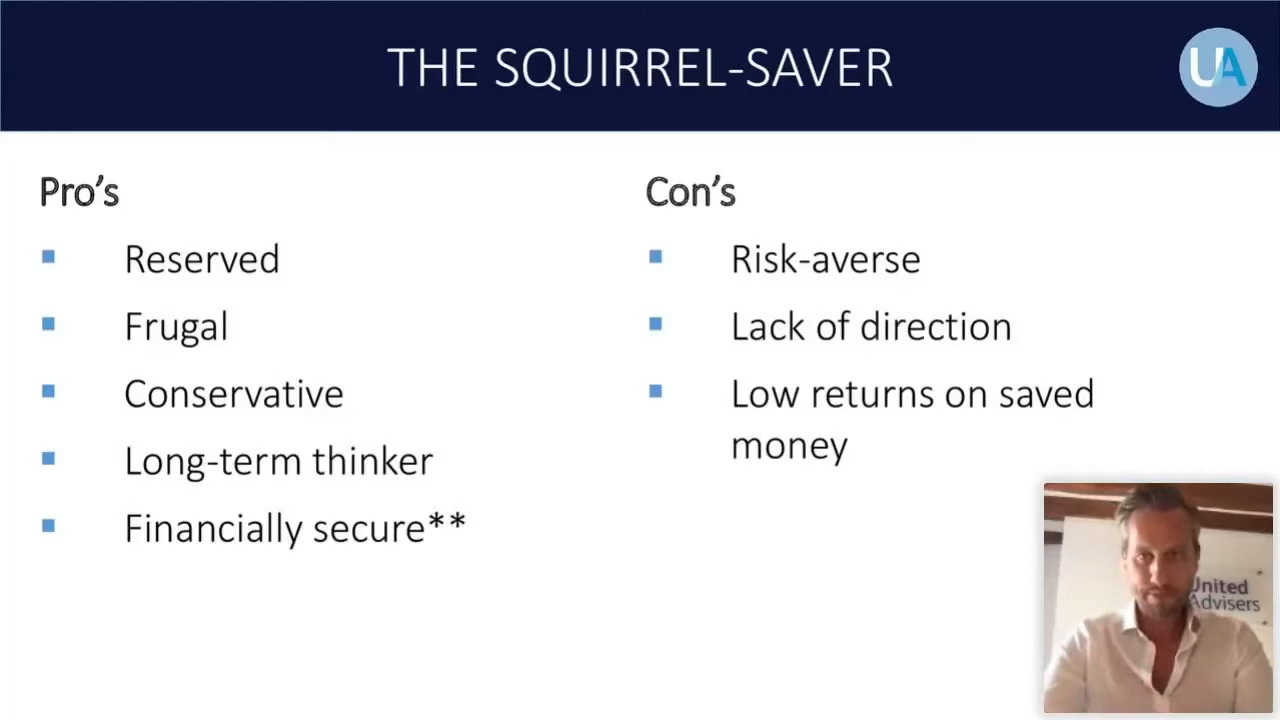 THE SQUIRREL-SAVER
UA
Pro’s
Reserved
Frugal
Conservative
Long-term thinker
Financially secure**
Con’s
Risk-averse
Lack of direction
Low returns on saved
money
United
Advisers